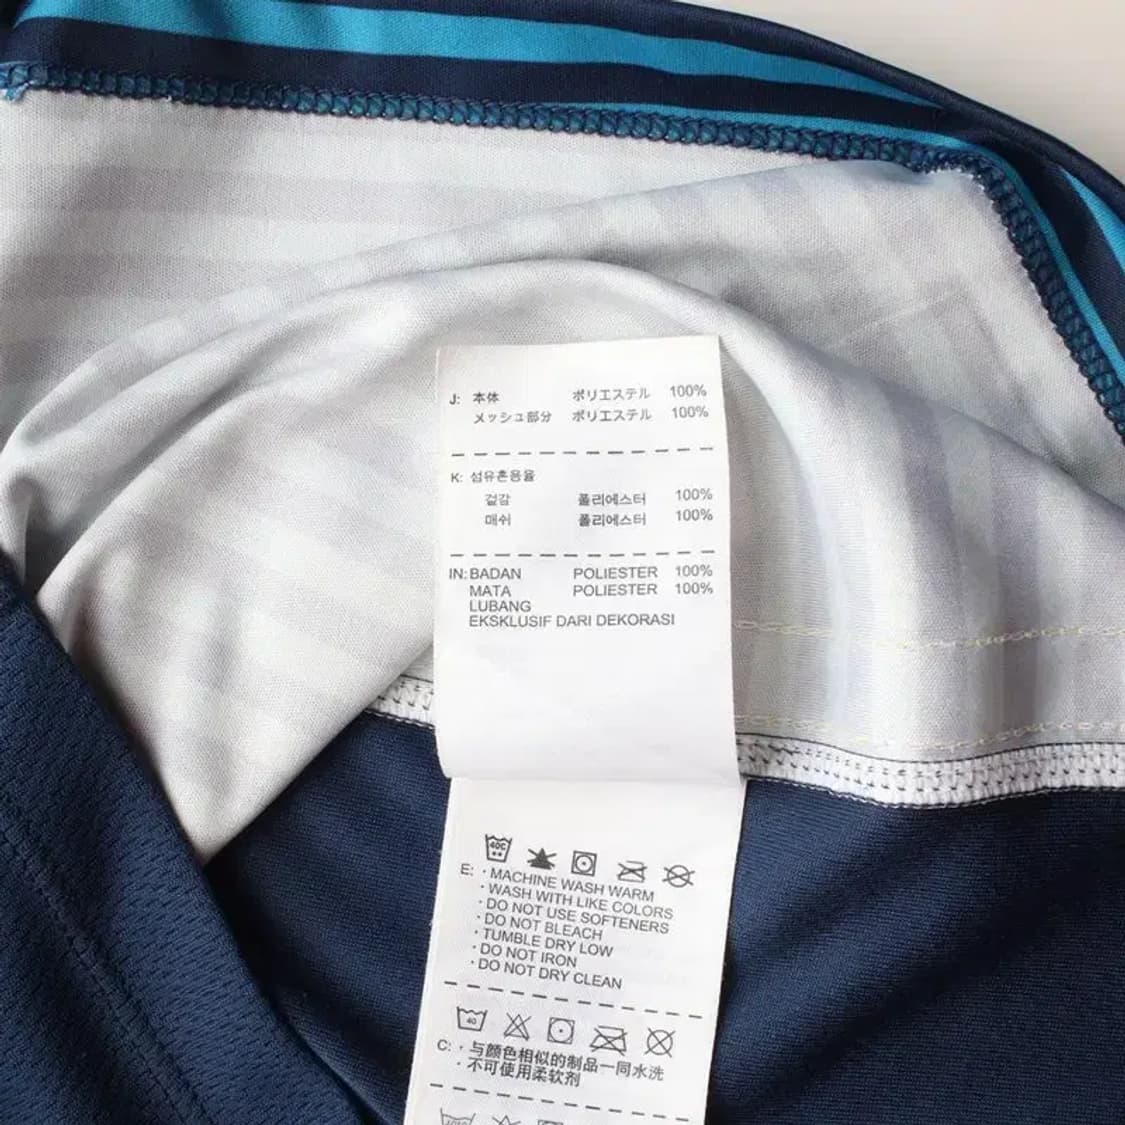 J: 本体 ポリエステル 100%
メッシュ部分 ポリエステル 100%
K: 섬유혼용율
겉감 폴리에스터 100%
매쉬 폴리에스터 100%
IN: BADAN POLIESTER 100%
MATA POLIESTER 100%
LUBANG
EKSKLUSIF DARI DEKORASI
40C
E: · MACHINE WASH WARM
· WASH WITH LIKE COLORS
· DO NOT USE SOFTENERS
· DO NOT BLEACH
· TUMBLE DRY LOW
· DO NOT IRON
· DO NOT DRY CLEAN
40
C: · 与颜色相似的制品一同水洗
· 不可使用柔软剂